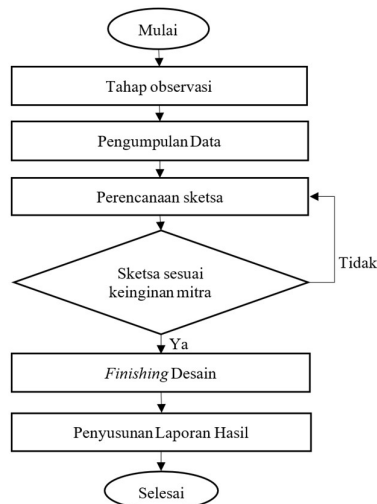 Mulai
Tahap observasi
Pengumpulan Data
Perencanaan sketsa
Sketsa sesuai
keinginan mitra
Tidak
Ya
Finishing Desain
Penyusunan Laporan Hasil
Selesai